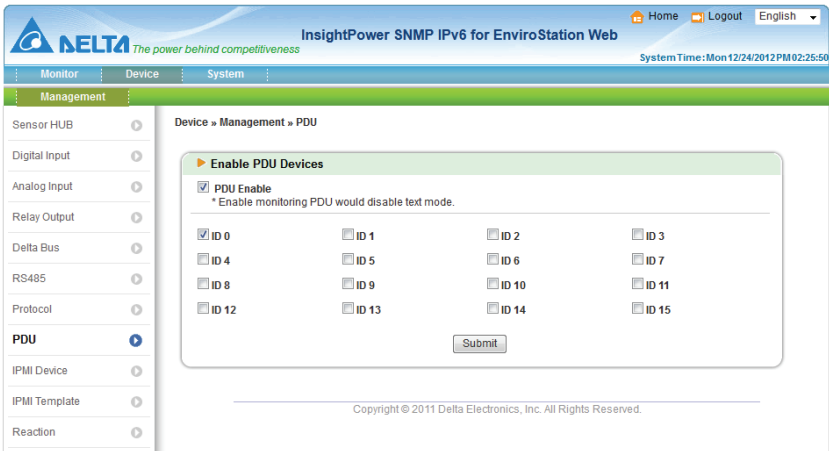 Home Logout English
DELTA The power behind competitiveness
InsightPower SNMP IPv6 for EnviroStation Web
System Time : Mon 12/24/2012 PM 02:25:50
Monitor Device System
Management
Sensor HUB
Digital Input
Analog Input
Relay Output
Delta Bus
RS485
Protocol
PDU
IPMI Device
IPMI Template
Reaction
Device » Management » PDU
Enable PDU Devices
PDU Enable
* Enable monitoring PDU would disable text mode.
ID 0 ID 1 ID 2 ID 3
ID 4 ID 5 ID 6 ID 7
ID 8 ID 9 ID 10 ID 11
ID 12 ID 13 ID 14 ID 15
Submit
Copyright © 2011 Delta Electronics, Inc. All Rights Reserved.